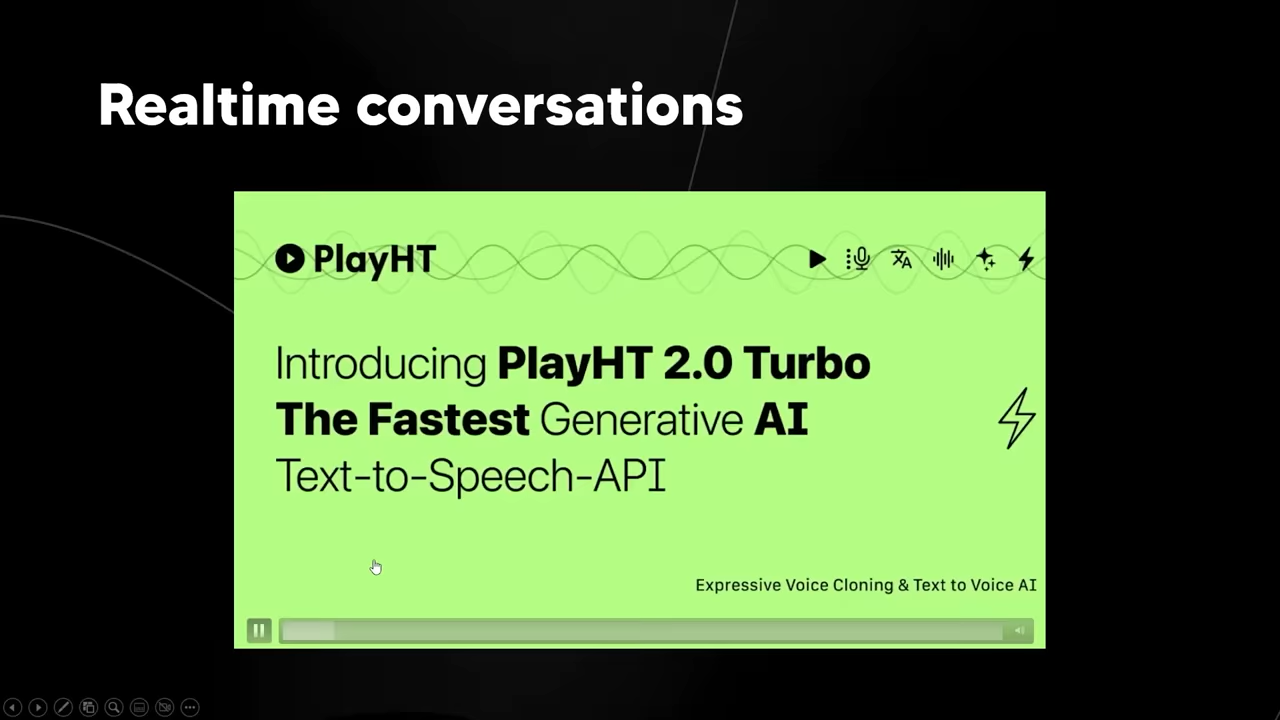 Realtime conversations
PlayHT
Introducing PlayHT 2.0 Turbo
The Fastest Generative AI
Text-to-Speech-API
Expressive Voice Cloning & Text to Voice AI